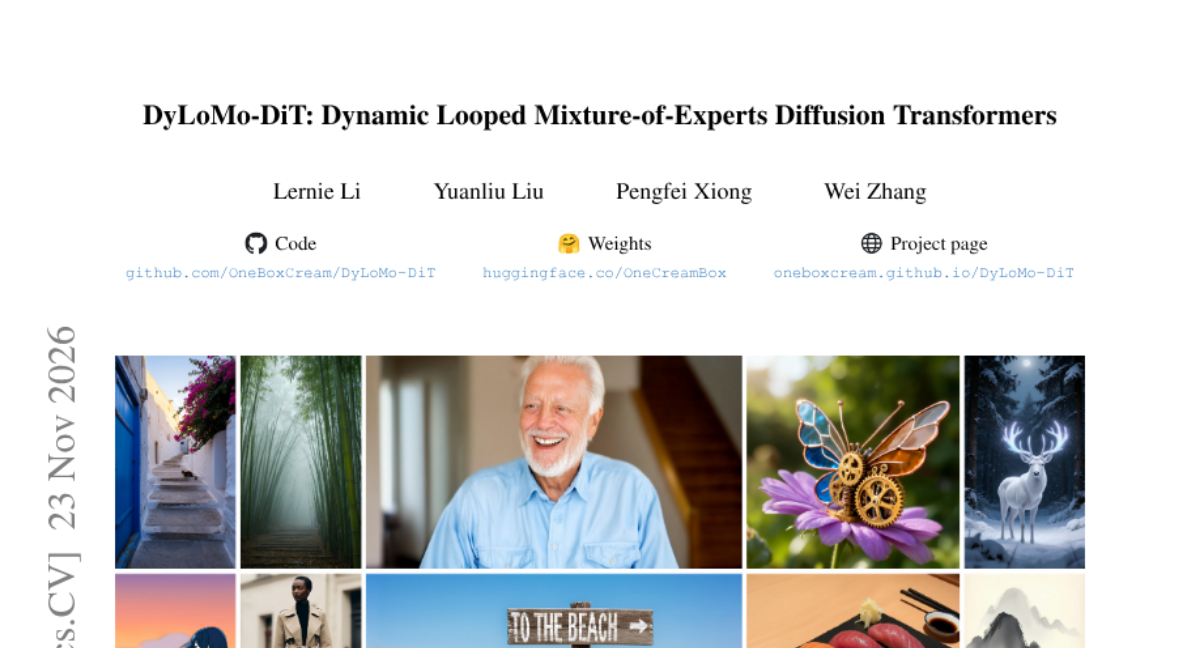 DyLoMo-DiT: Dynamic Looped Mixture-of-Experts Diffusion Transformers
Lernie Li Yuanliu Liu Pengfei Xiong Wei Zhang
Code Weights Project page
github.com/OneBoxCream/DyLoMo-DiT huggingface.co/OneCreamBox oneboxcream.github.io/DyLoMo-DiT
cs.CV] 23 Nov 2026
TO THE BEACH